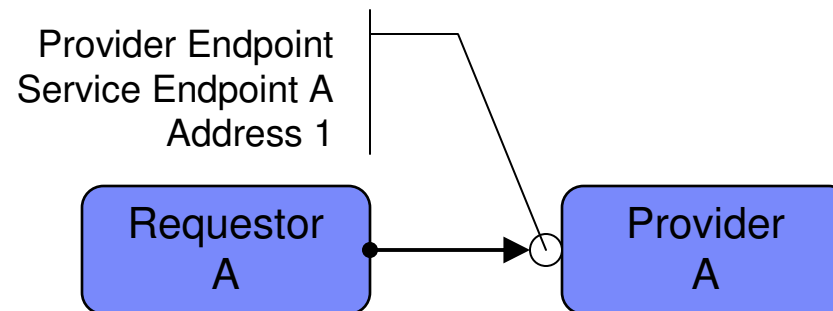 Provider Endpoint
Service Endpoint A
Address 1
Requestor
A
Provider
A